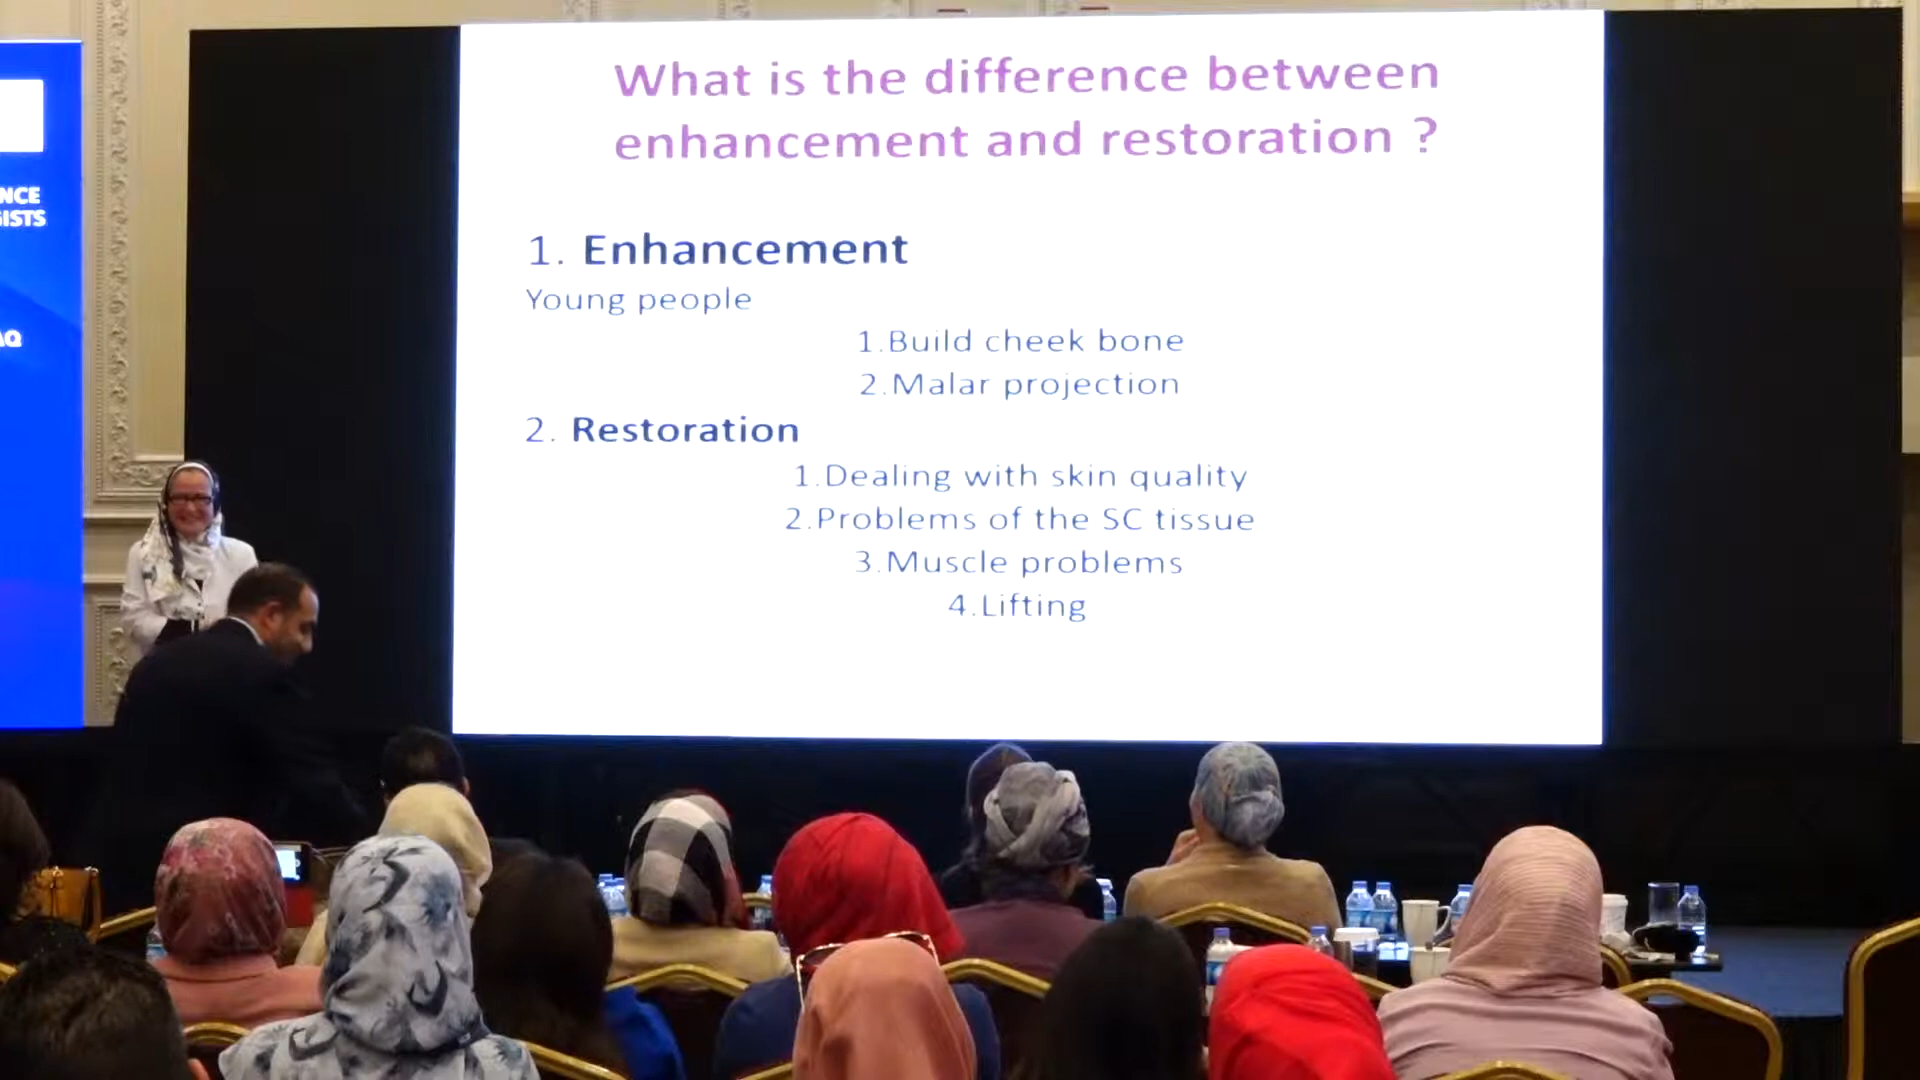 NCE
GISTS
AQ
What is the difference between
enhancement and restoration ?
1. Enhancement
Young people
1.Build cheek bone
2.Malar projection
2. Restoration
1.Dealing with skin quality
2.Problems of the SC tissue
3.Muscle problems
4.Lifting